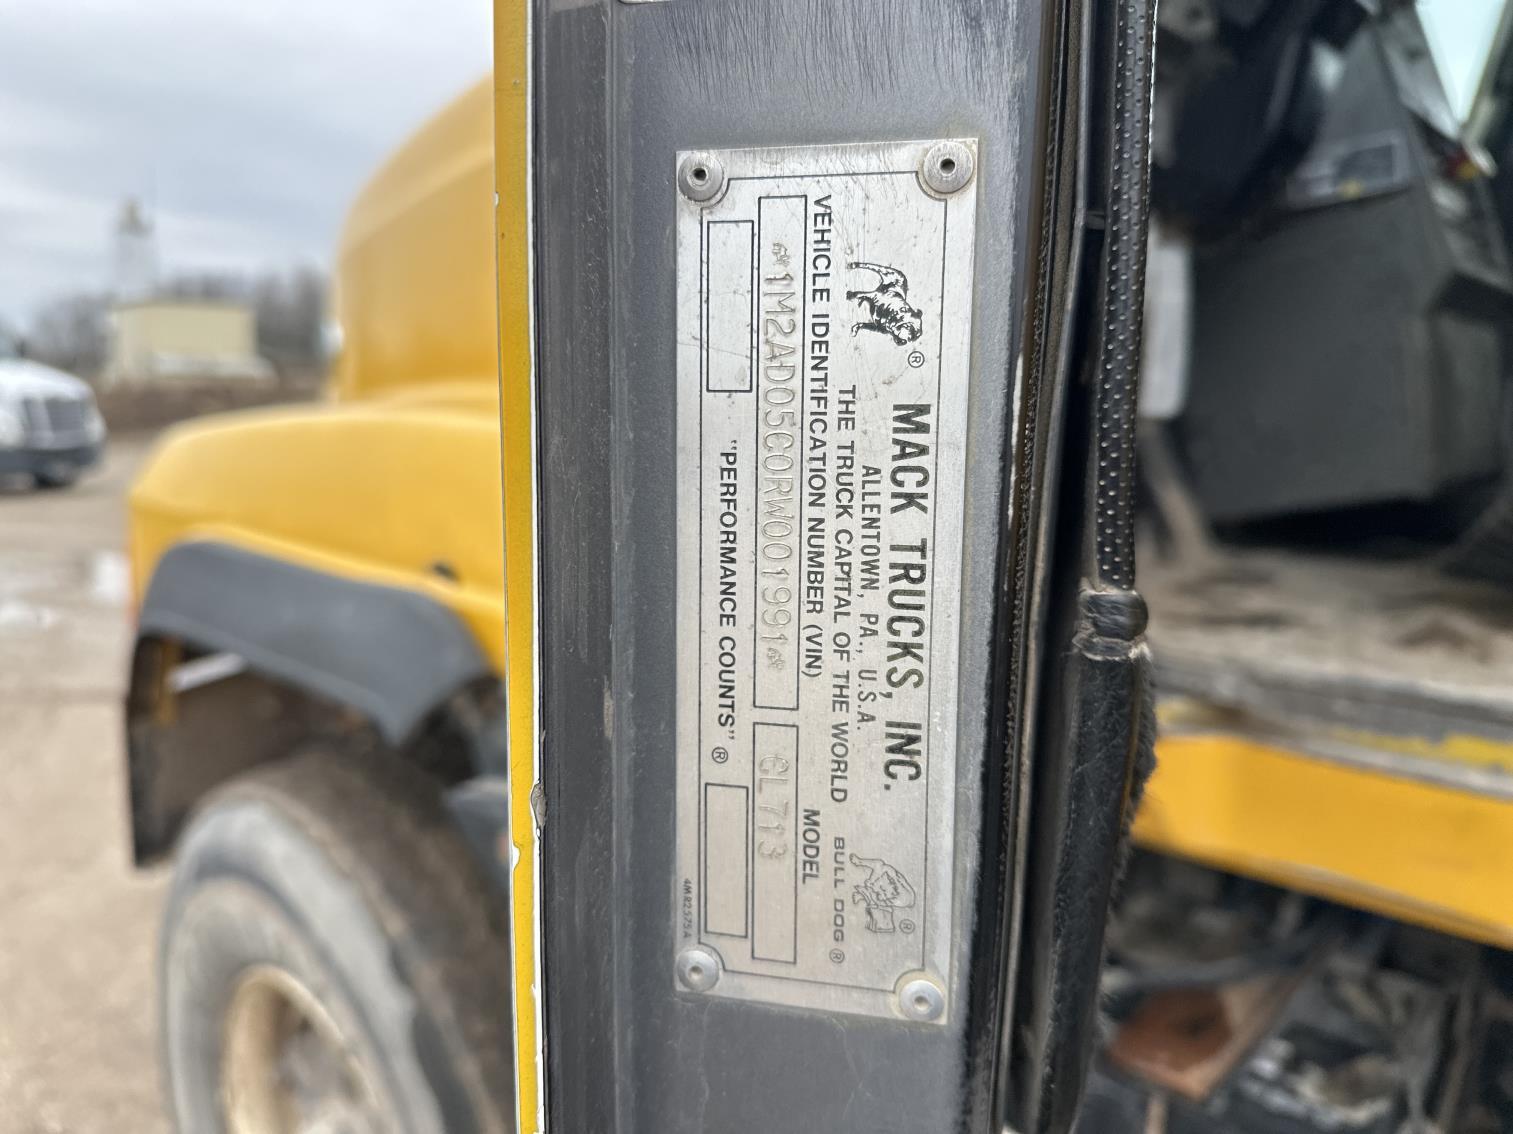 MACK TRUCKS, INC.
ALLENTOWN, PA., U.S.A.
THE TRUCK CAPITAL OF THE WORLD
BULL DOG ®
VEHICLE IDENTIFICATION NUMBER (VIN)
MODEL
1M2AD05C0RW001991
CL713
"PERFORMANCE COUNTS" ®
4MR2575A